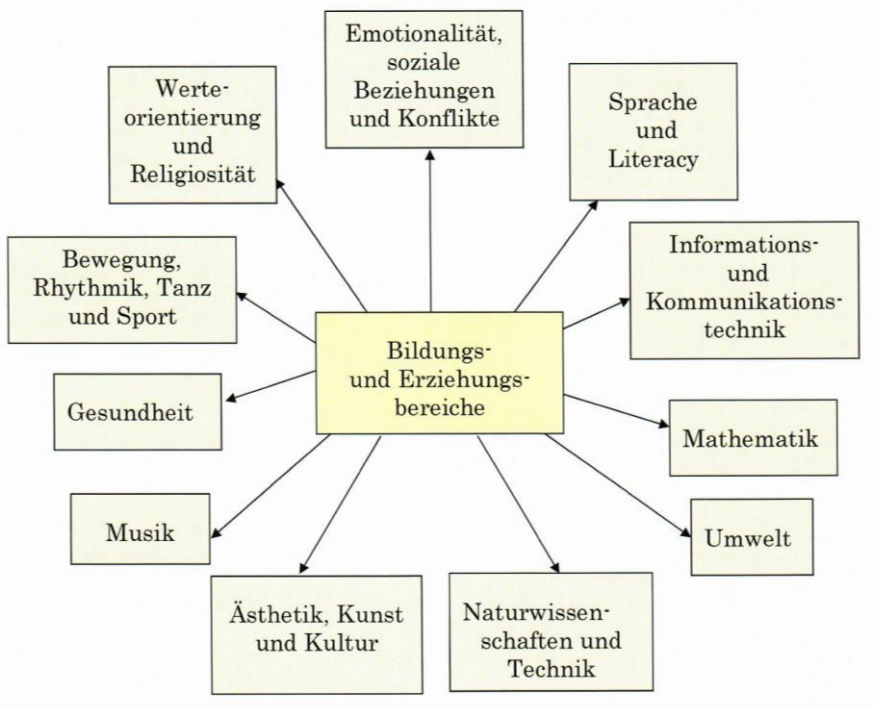 Emotionalität,
soziale
Beziehungen
und Konflikte
Werte-
orientierung
und
Religiosität
Sprache
und
Literacy
Bewegung,
Rhythmik, Tanz
und Sport
Informations-
und
Kommunikations-
technik
Bildungs-
und Erziehungs-
bereiche
Gesundheit
Mathematik
Musik
Umwelt
Ästhetik, Kunst
und Kultur
Naturwissen-
schaften und
Technik